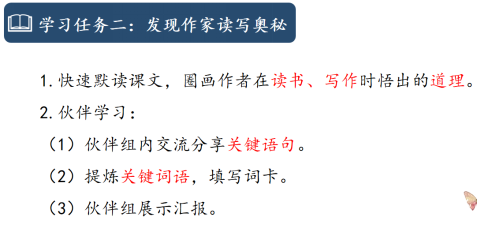 学习任务二：发现作家读写奥秘
1.快速默读课文，圈画作者在读书、写作时悟出的道理。
2.伙伴学习：
（1）伙伴组内交流分享关键语句。
（2）提炼关键词语，填写词卡。
（3）伙伴组展示汇报。